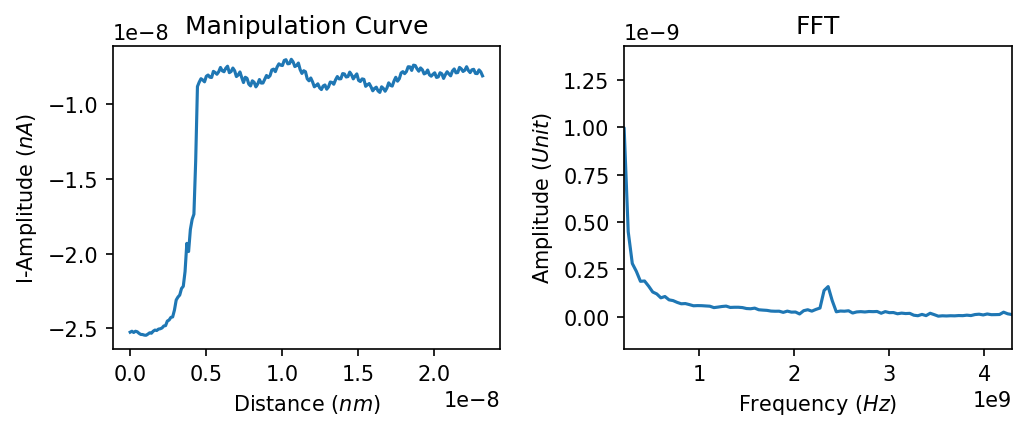 Manipulation Curve
1e−8
I-Amplitude (nA)
−1.0
−1.5
−2.0
−2.5
0.0 0.5 1.0 1.5 2.0
1e−8
Distance (nm)
FFT
1e−9
Amplitude (Unit)
1.25
1.00
0.75
0.50
0.25
0.00
1 2 3 4
1e9
Frequency (Hz)